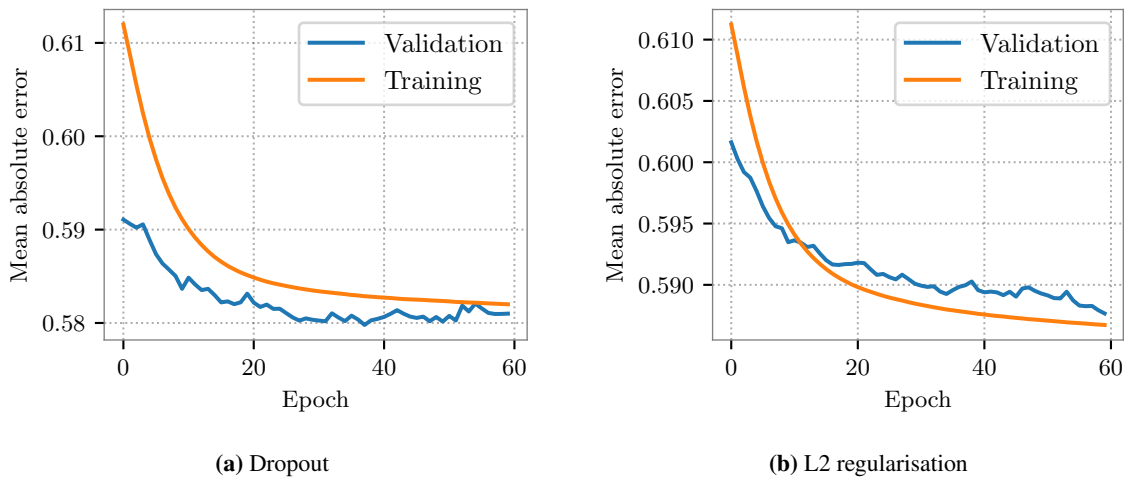 0.61
0.60
0.59
0.58
Mean absolute error
Validation
Training
0
20
40
60
Epoch
(a) Dropout
0.610
0.605
0.600
0.595
0.590
Mean absolute error
Validation
Training
0
20
40
60
Epoch
(b) L2 regularisation